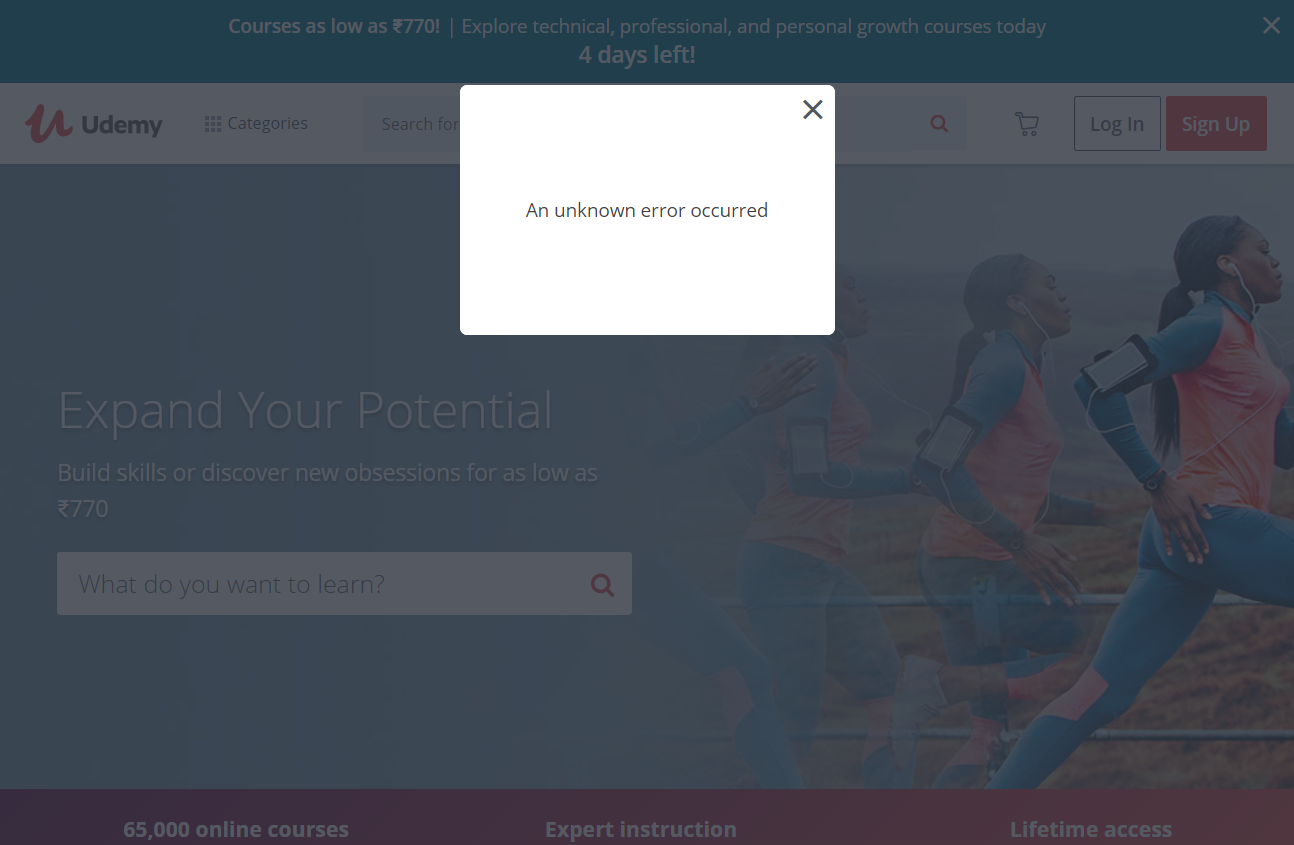 Courses as low as ₹770! | Explore technical, professional, and personal growth courses today
4 days left!
Udemy
Categories
Search for
Log In
Sign Up
An unknown error occurred
Expand Your Potential
Build skills or discover new obsessions for as low as
₹770
What do you want to learn?
65,000 online courses
Expert instruction
Lifetime access